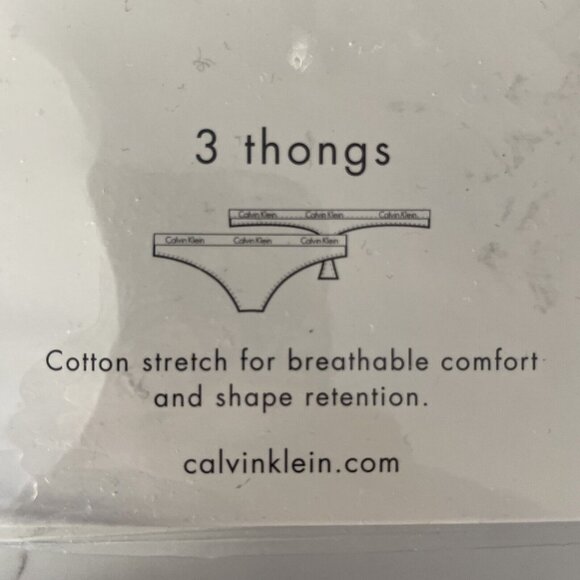 3 thongs
Calvin Klein Calvin Klein Calvin Klein
Calvin Klein Calvin Klein Calvin Klein
Cotton stretch for breathable comfort
and shape retention.
calvinklein.com